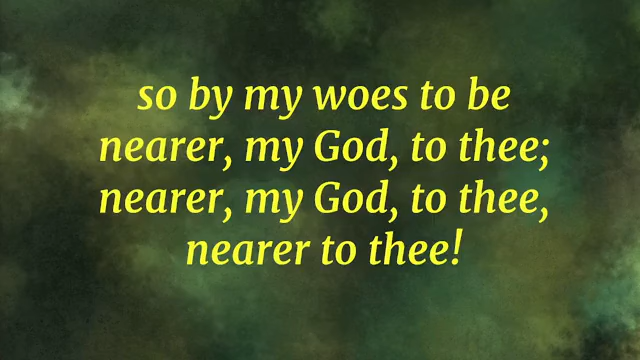 so by my woes to be
nearer, my God, to thee;
nearer, my God, to thee,
nearer to thee!